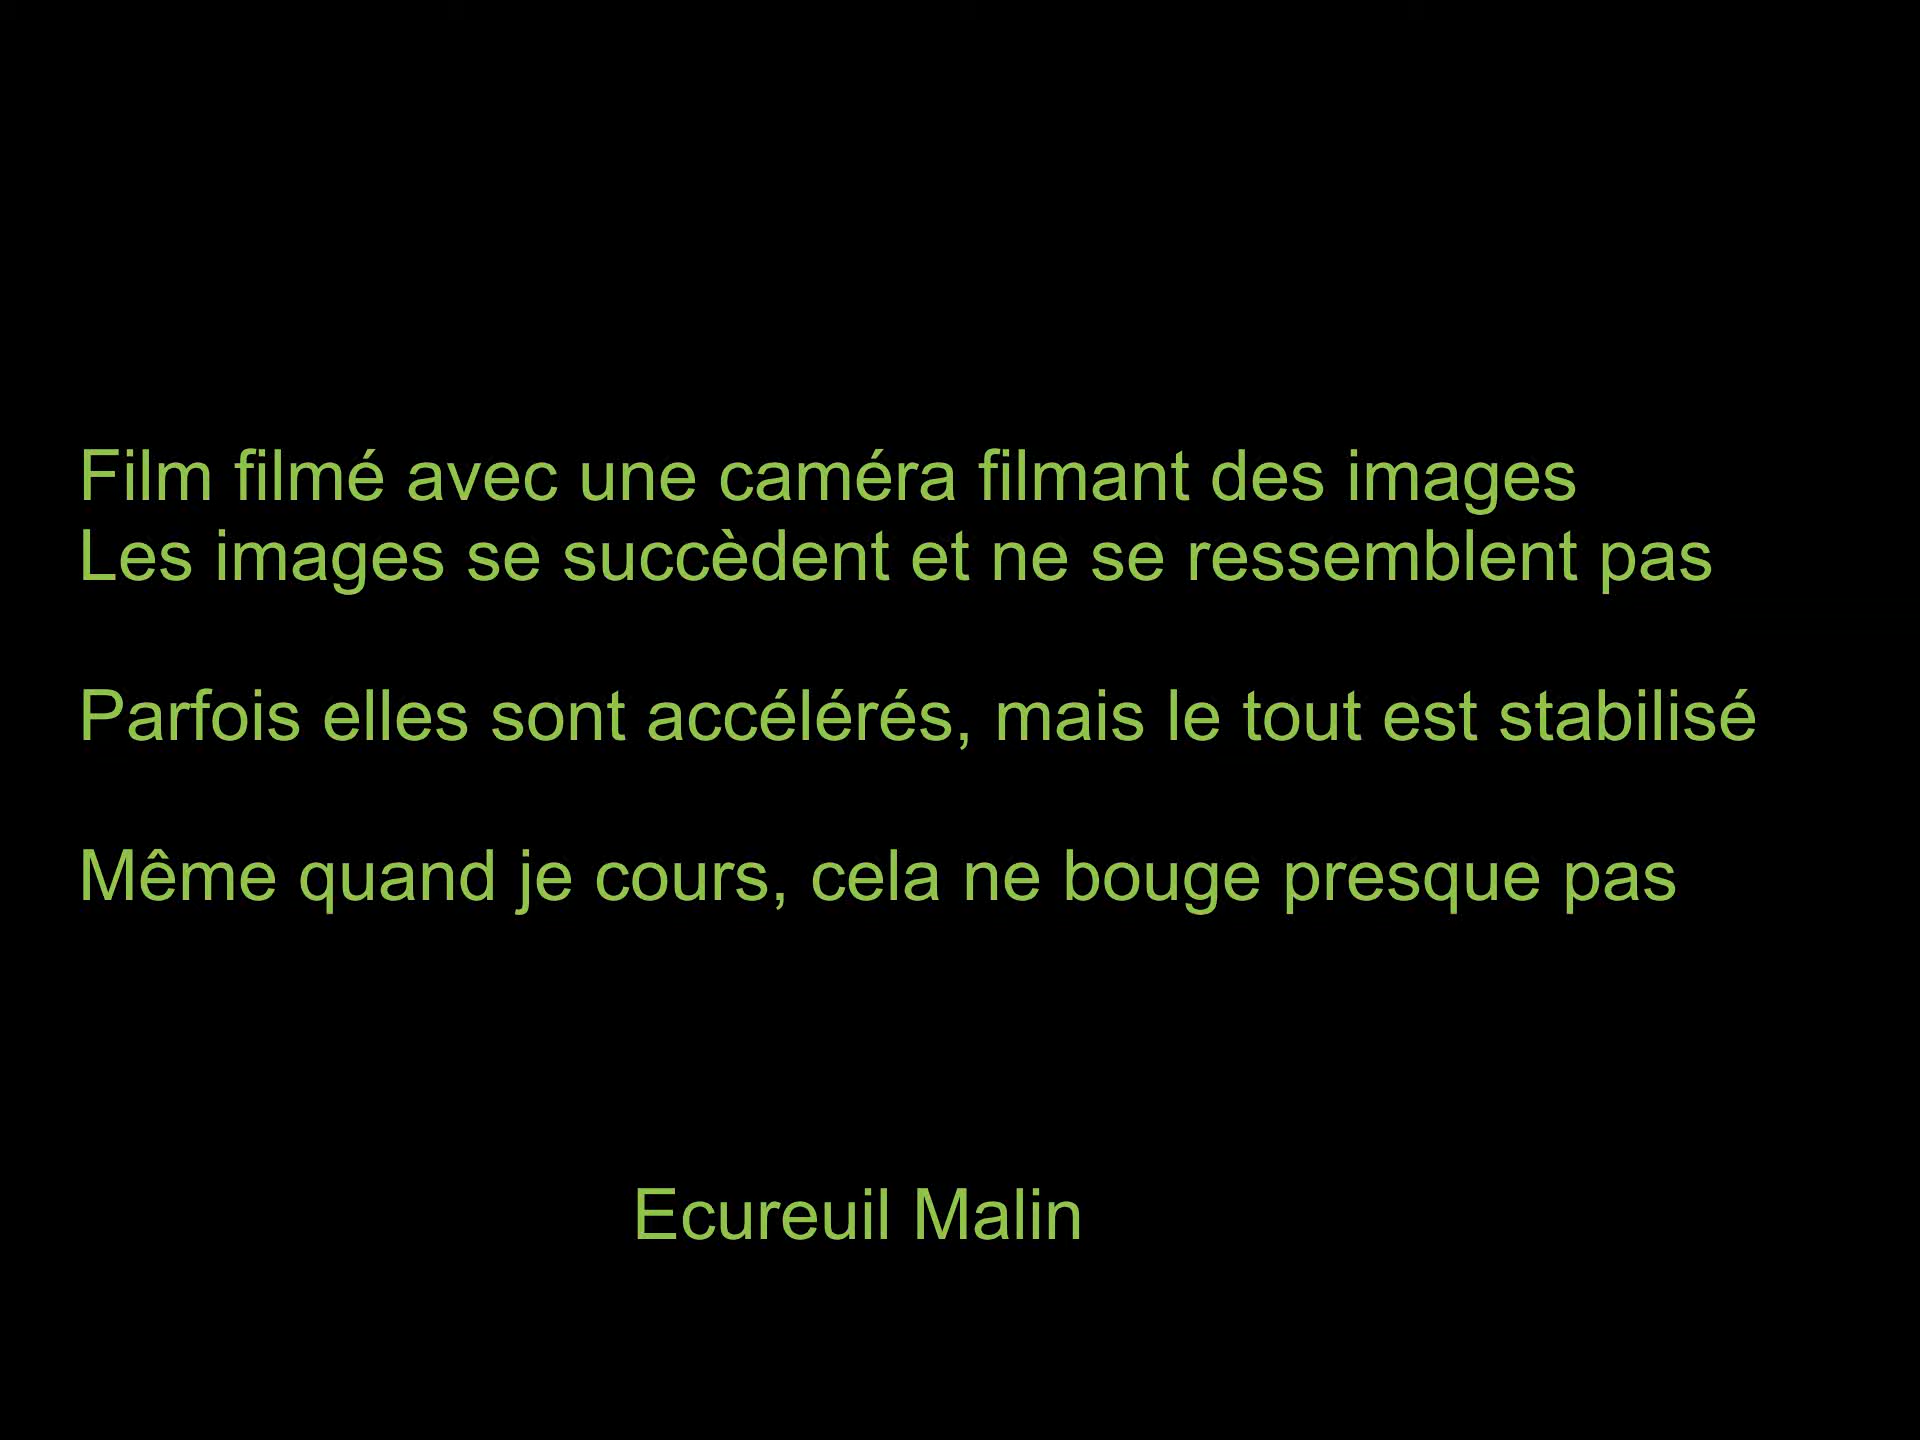 Film filmé avec une caméra filmant des images
Les images se succèdent et ne se ressemblent pas
Parfois elles sont accélérés, mais le tout est stabilisé
Même quand je cours, cela ne bouge presque pas
Ecureuil Malin